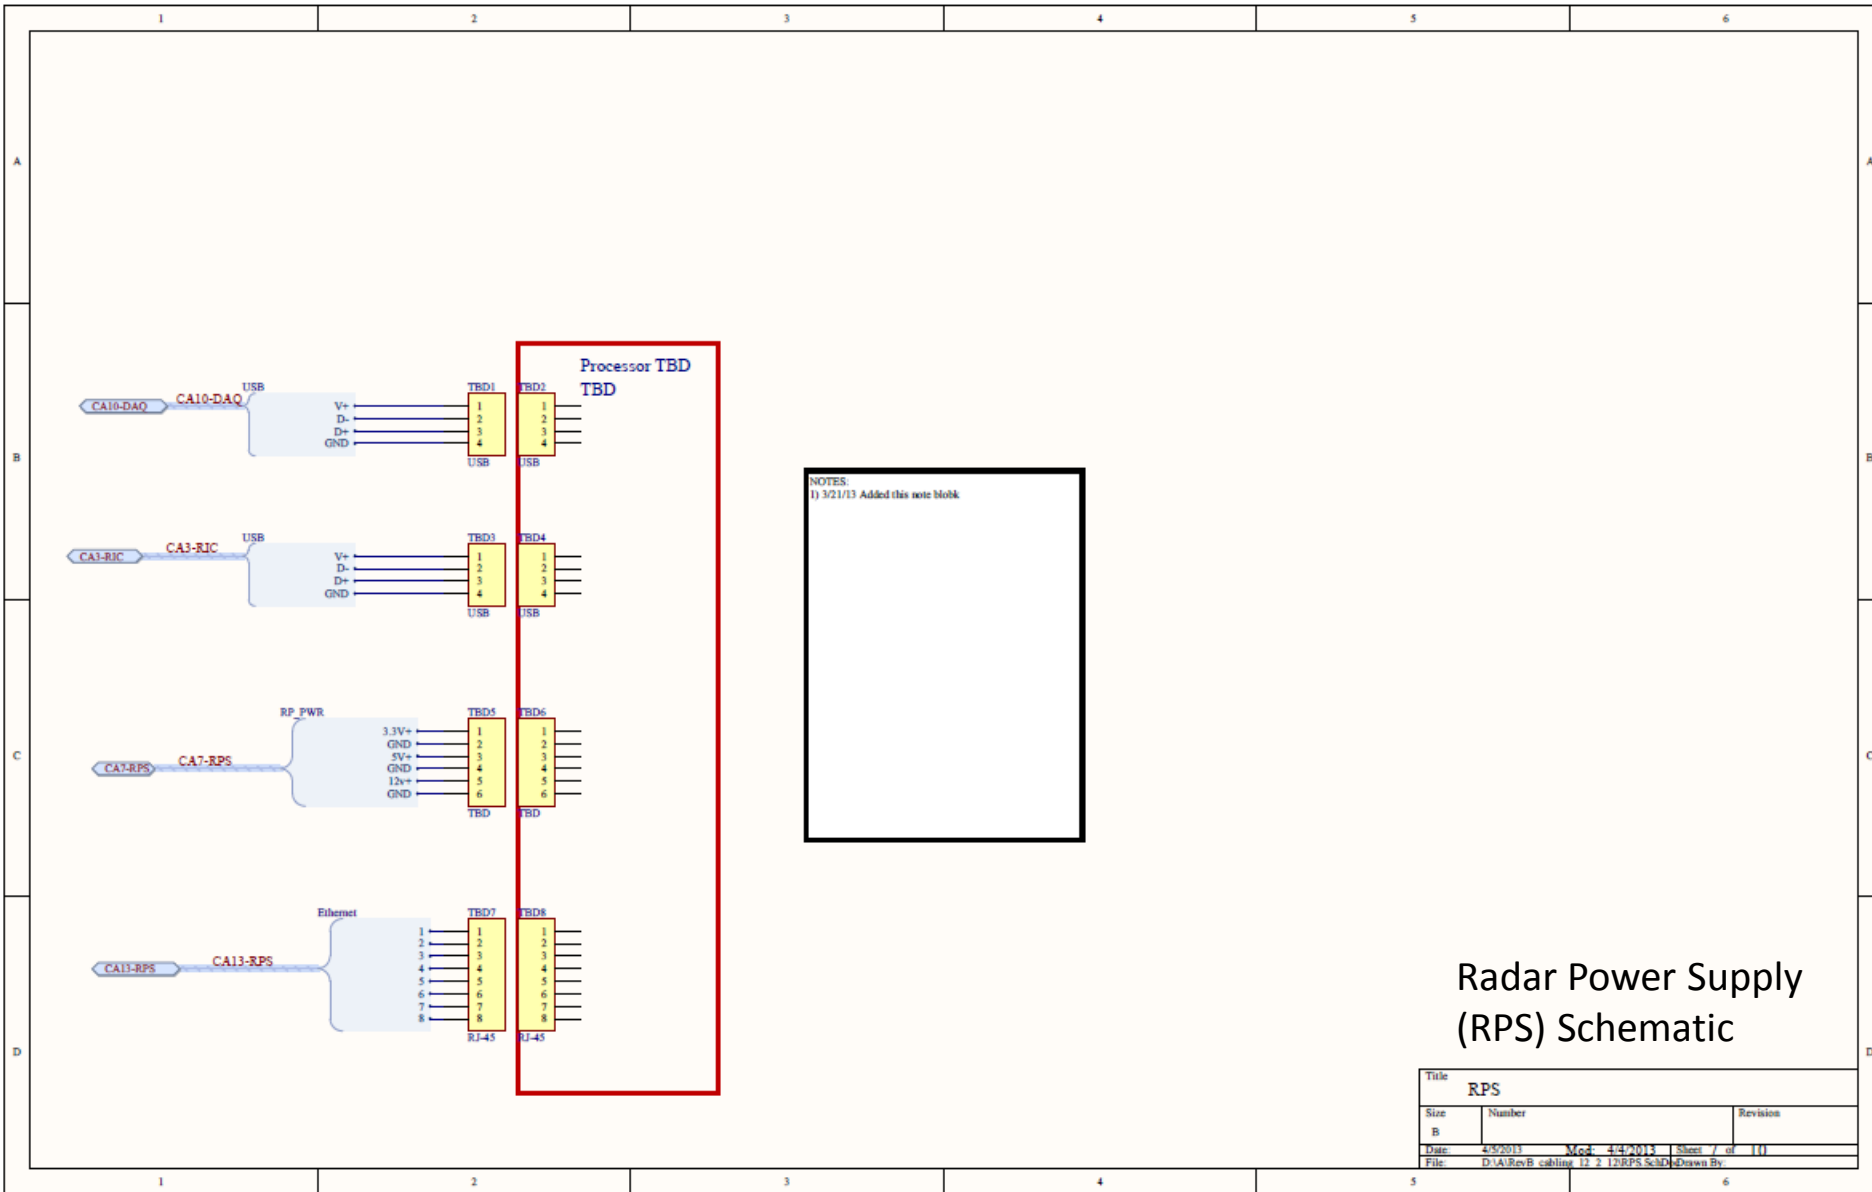 1 2 3 4 5 6
A A
Processor TBD
TBD
USB TBD1 TBD2
CA10-DAQ CA10-DAQ
V+ 1 1
D- 2 2
D+ 3 3
GND 4 4
USB USB
B B
NOTES:
1) 3/21/13 Added this note blobk
USB TBD3 TBD4
CA3-RIC CA3-RIC
V+ 1 1
D- 2 2
D+ 3 3
GND 4 4
USB USB
RP_PWR TBD5 TBD6
3.3V+ 1 1
GND 2 2
5V+ 3 3
C C
CA7-RPS CA7-RPS
GND 4 4
12v+ 5 5
GND 6 6
TBD TBD
Ethernet TBD7 TBD8
1 1 1
2 2 2
3 3 3
CA13-RPS CA13-RPS
4 4 4
5 5 5
6 6 6
7 7 7
8 8 8
RJ-45 RJ-45
Radar Power Supply
(RPS) Schematic
D D
Title
RPS
Size Number Revision
B
Date: 4/5/2013 Mod: 4/4/2013 Sheet 7 of 10
File: D:\A\RevB cabling 12_2_12\RPS.SchDo Drawn By:
1 2 3 4 5 6